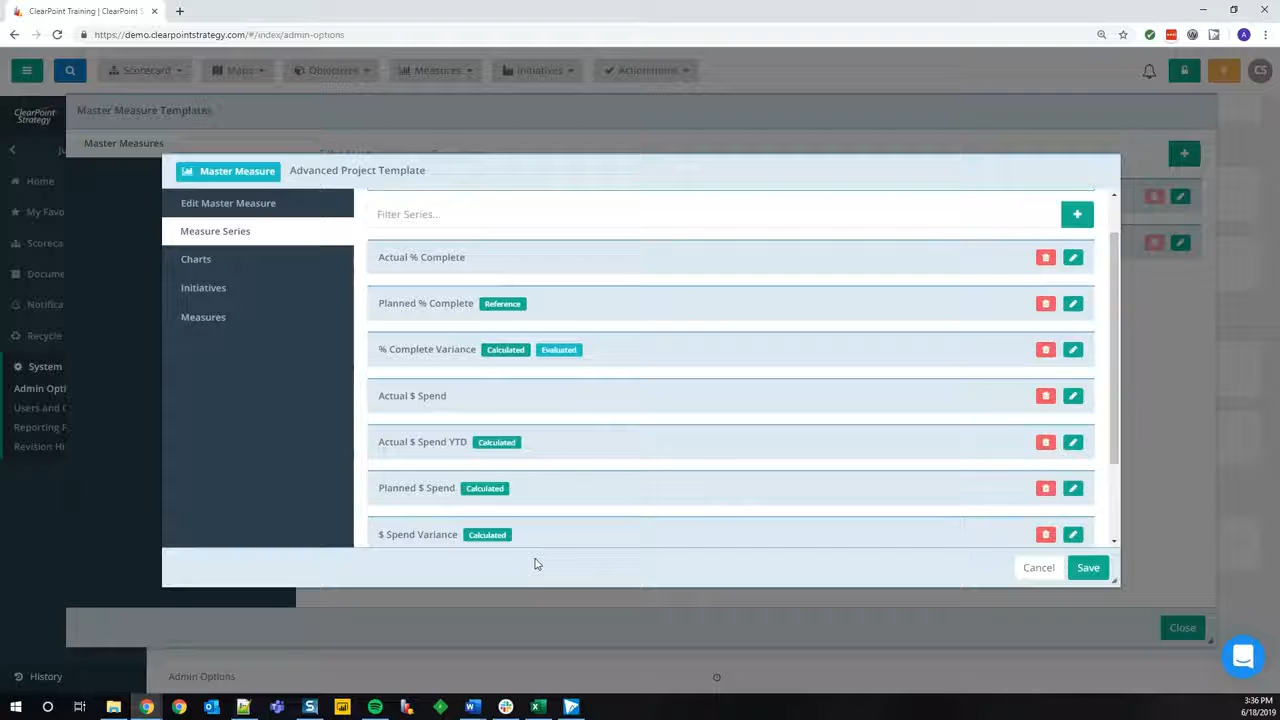 ClearPoint Training | ClearPoint S
https://demo.clearpointstrategy.com/#/index/admin-options
A
Scorecard
Maps
Objectives
Measures
Initiatives
Action Items
CS
ClearPoint
Strategy
Master Measure Templates
Master Measures
Master Measure
Advanced Project Template
Edit Master Measure
Measure Series
Charts
Initiatives
Measures
Filter Series...
Actual % Complete
Planned % Complete Reference
% Complete Variance Calculated Evaluated
Actual $ Spend
Actual $ Spend YTD Calculated
Planned $ Spend Calculated
$ Spend Variance Calculated
Cancel
Save
Close
Ju
Home
My Favo
Scoreca
Docume
Notifica
Recycle
System
Admin Opti
Users and G
Reporting F
Revision Hi
History
Admin Options
3:36 PM
6/18/2019